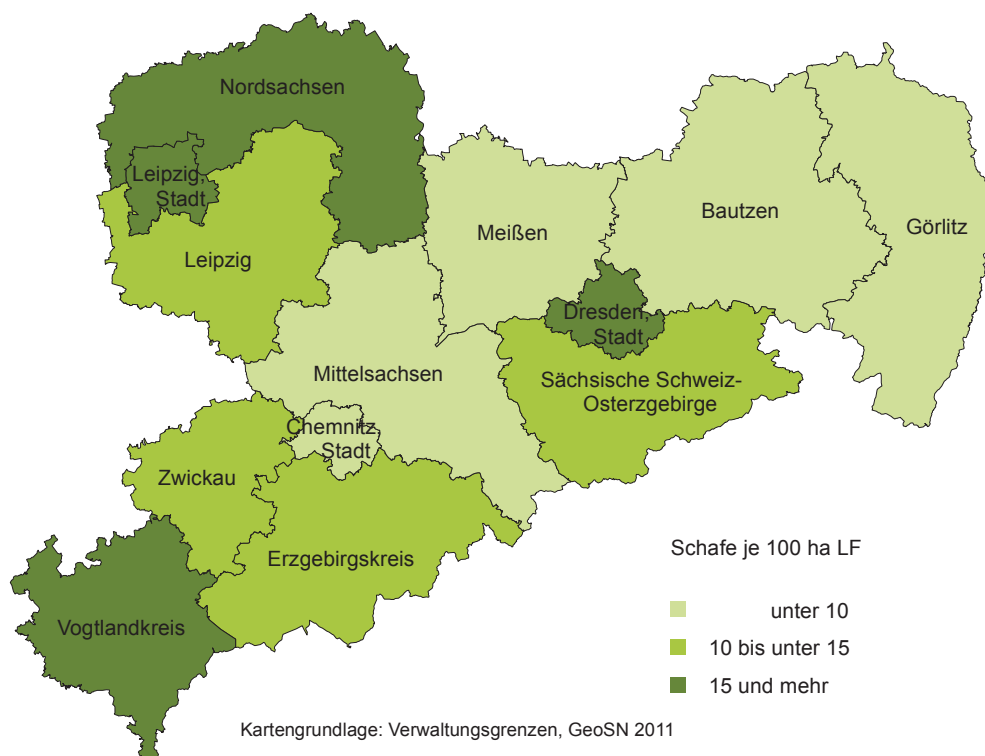 Nordsachsen
Leipzig,
Stadt
Leipzig
Meißen
Bautzen
Görlitz
Dresden,
Stadt
Mittelsachsen
Sächsische Schweiz-
Osterzgebirge
Chemnitz,
Stadt
Zwickau
Erzgebirgskreis
Vogtlandkreis
Schafe je 100 ha LF
unter 10
10 bis unter 15
15 und mehr
Kartengrundlage: Verwaltungsgrenzen, GeoSN 2011